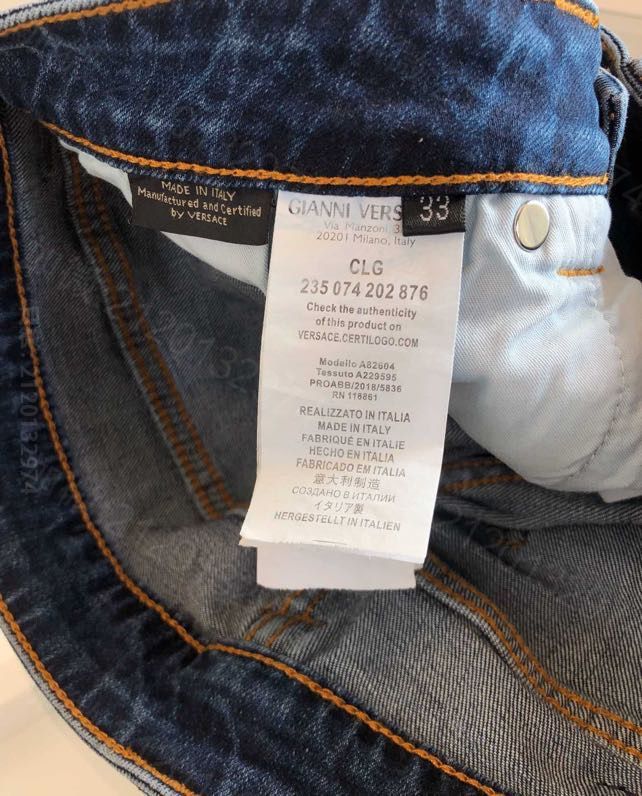 MADE IN ITALY
Manufactured and Certified
by VERSACE
GIANNI VERS
33
Via Manzoni, 3
20201 Milano, Italy
CLG
235 074 202 876
Check the authenticity
of this product on
VERSACE.CERTILOGO.COM
Modello A82604
Tessuto A229595
PROABB/2018/5836
RN 116861
REALIZZATO IN ITALIA
MADE IN ITALY
FABRIQUÉ EN ITALIE
HECHO EN ITALIA
FABRICADO EM ITALIA
意大利制造
СОЗДАНО В ИТАЛИИ
イタリア製
HERGESTELLT IN ITALIEN
2120132974